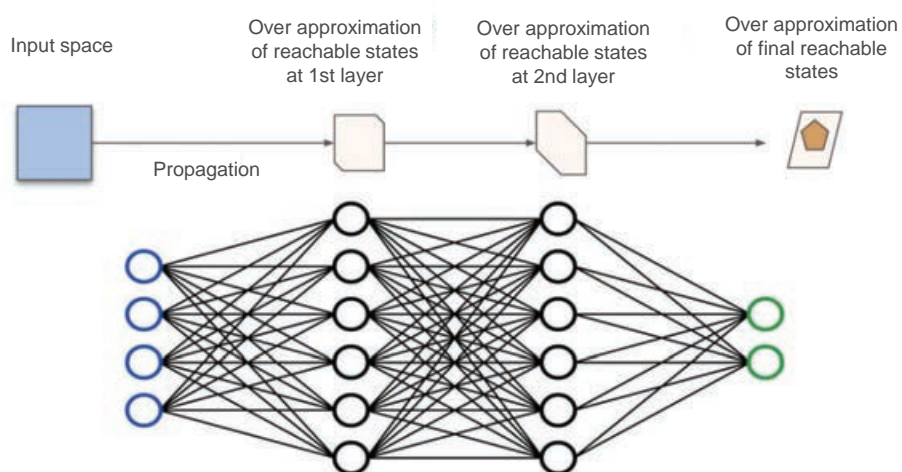 Input space
Over approximation
of reachable states
at 1st layer
Over approximation
of reachable states
at 2nd layer
Over approximation
of final reachable
states
Propagation